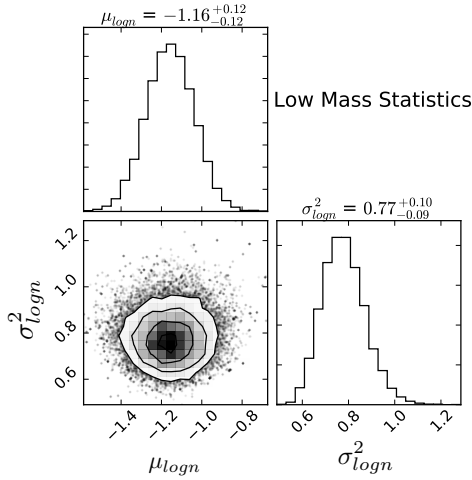 μ_logn = −1.16^{+0.12}_{−0.12}
Low Mass Statistics
σ²_logn = 0.77^{+0.10}_{−0.09}
1.2
1.0
0.8
0.6
σ²_logn
−1.4 −1.2 −1.0 −0.8
0.6 0.8 1.0 1.2
μ_logn
σ²_logn